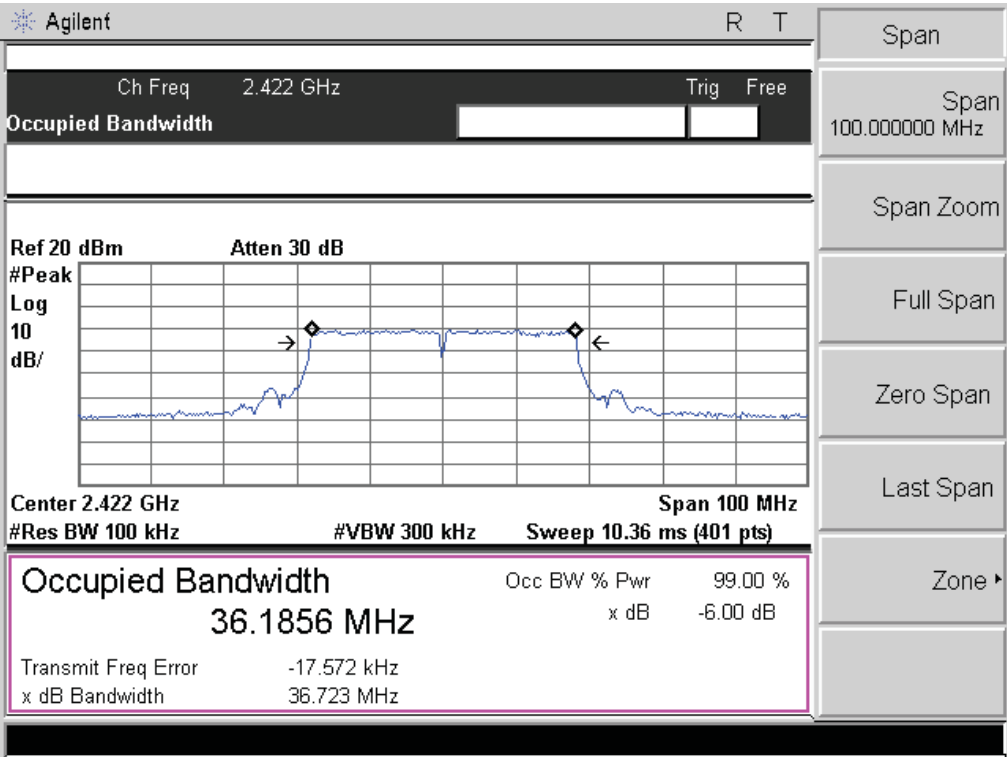 Agilent R T
Span
Ch Freq 2.422 GHz Trig Free
Occupied Bandwidth
Span
100.000000 MHz
Span Zoom
Full Span
Zero Span
Last Span
Zone
Ref 20 dBm Atten 30 dB
#Peak
Log
10
dB/
Center 2.422 GHz Span 100 MHz
#Res BW 100 kHz #VBW 300 kHz Sweep 10.36 ms (401 pts)
Occupied Bandwidth Occ BW % Pwr 99.00 %
36.1856 MHz x dB -6.00 dB
Transmit Freq Error -17.572 kHz
x dB Bandwidth 36.723 MHz